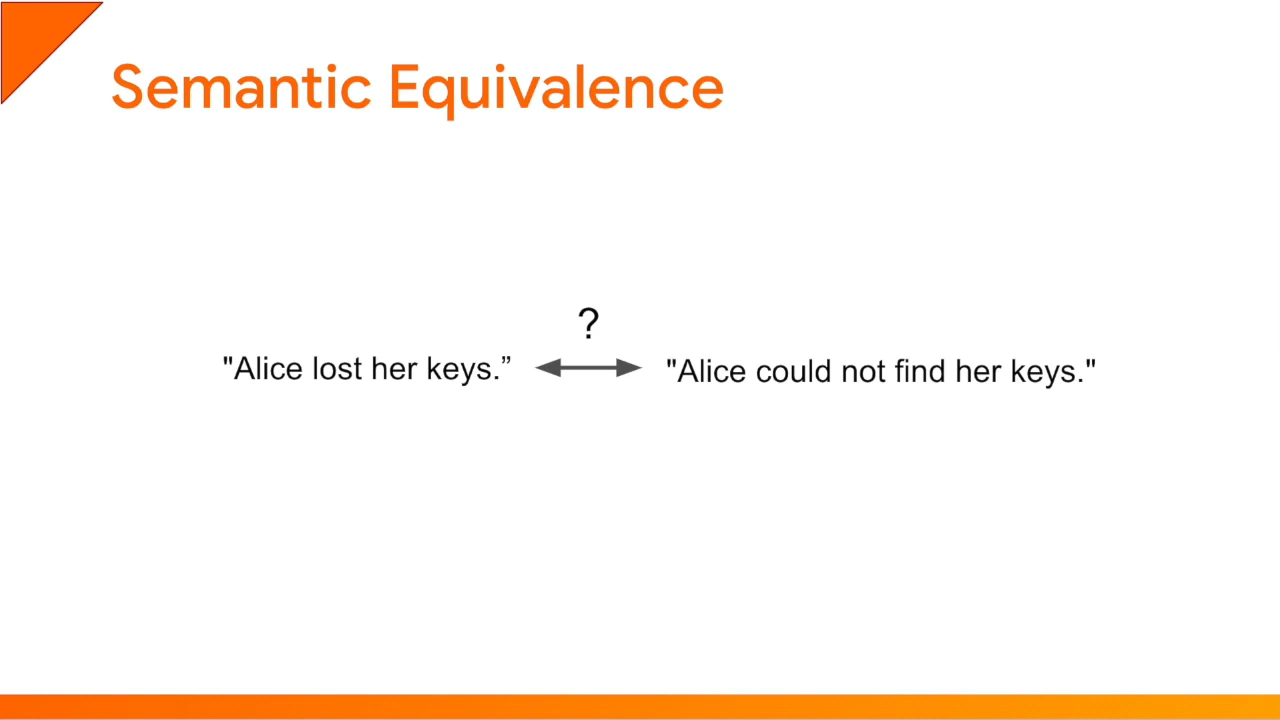 Semantic Equivalence
?
"Alice lost her keys.” "Alice could not find her keys."